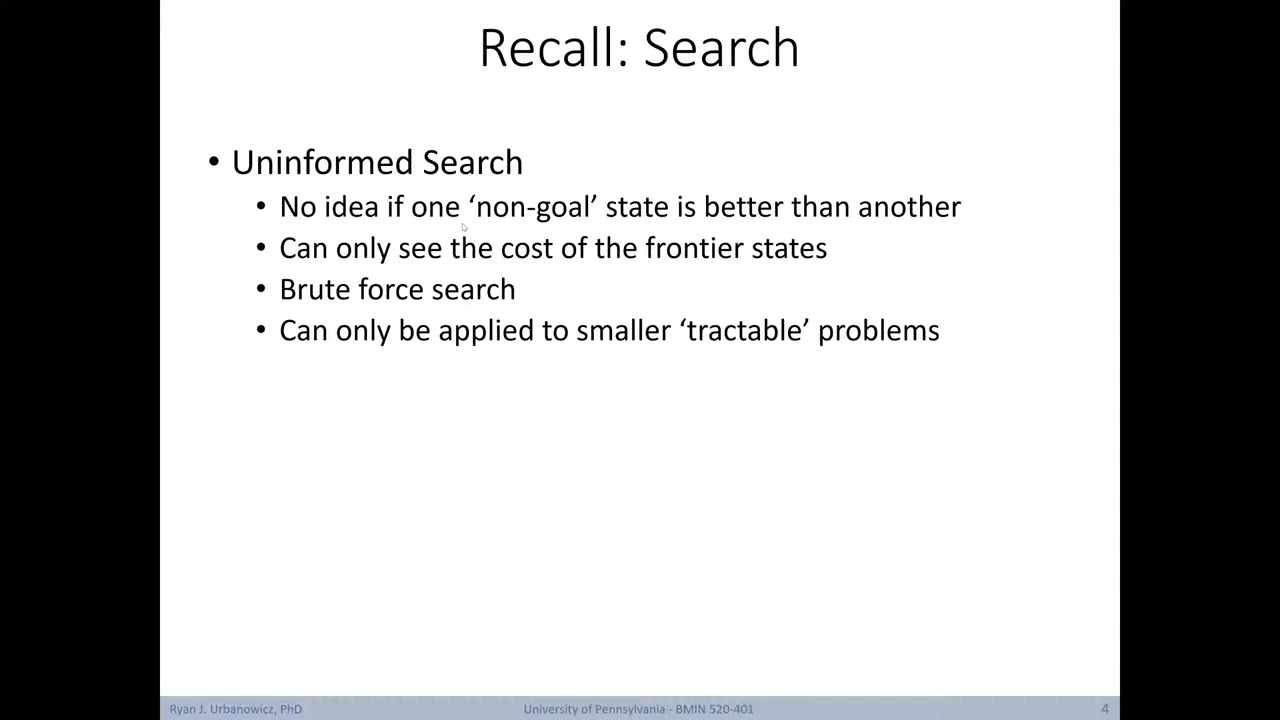 Recall: Search
• Uninformed Search
• No idea if one ‘non-goal’ state is better than another
• Can only see the cost of the frontier states
• Brute force search
• Can only be applied to smaller ‘tractable’ problems
Ryan J. Urbanowicz, PhD
University of Pennsylvania - BMIN 520-401
4